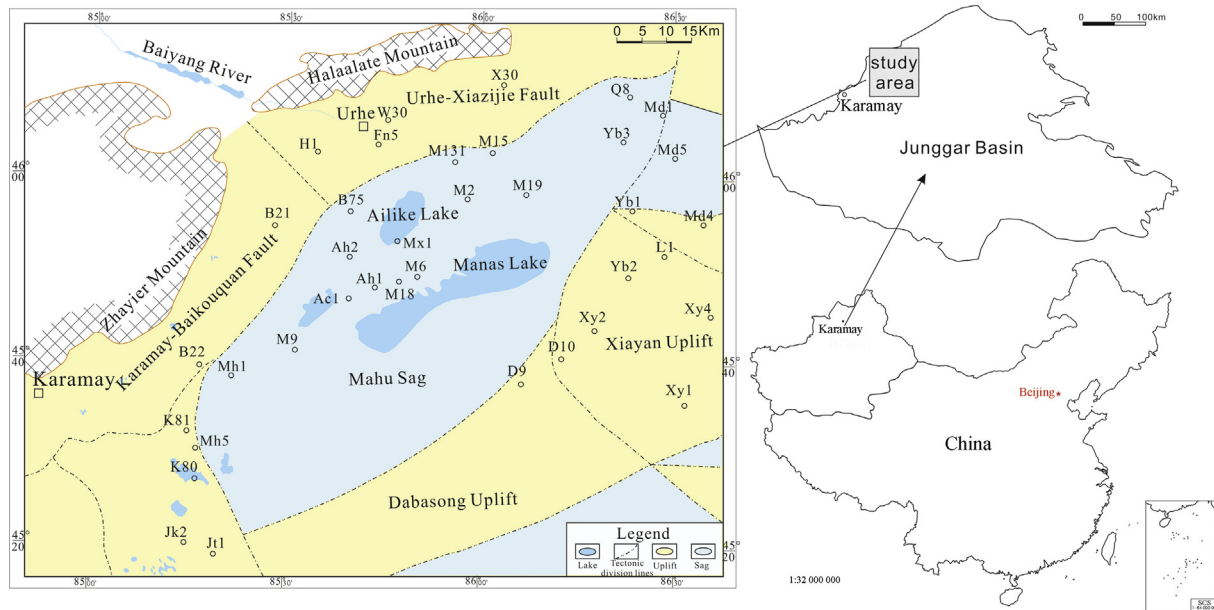 85°00′
85°30′
86°00′
86°30′
0 5 10 15Km
Baiyang River
Halaalate Mountain
X30
Urhe-Xiazijie Fault
Q8
Md1
Urhe
W30
Fn5
H1
Yb3
Md5
M131
M15
46°00′
46°00′
B75
M2
M19
Ailike Lake
B21
Yb1
Md4
Mx1
Ah2
L1
Zhayier Mountain
Karamay-Baikouquan Fault
Manas Lake
M6
Yb2
Ah1
M18
Ac1
Xy4
Xy2
M9
Xiayan Uplift
D10
45°40′
45°40′
B22
Karamay
Mh1
Mahu Sag
D9
Xy1
K81
Mh5
K80
Dabasong Uplift
45°20′
45°20′
Jk2
Jt1
Legend
Lake
Tectonic
division lines
Uplift
Sag
85°00′
85°30′
86°00′
86°30′
0 50 100km
study
area
Karamay
Junggar Basin
Karamay
Beijing
China
1:32 000 000
SCS